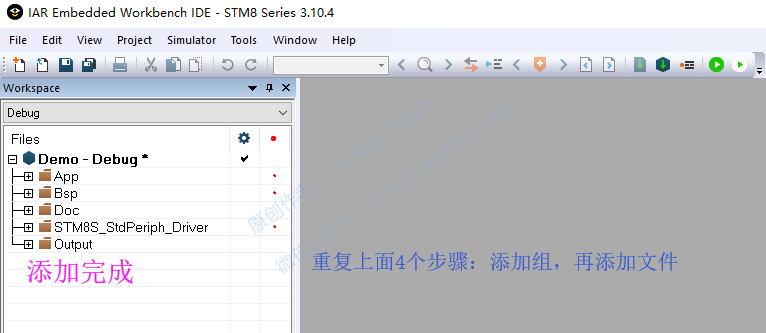 IAR Embedded Workbench IDE - STM8 Series 3.10.4
File Edit View Project Simulator Tools Window Help
Workspace
Debug
Files
Demo - Debug *
App
Bsp
Doc
STM8S_StdPeriph_Driver
Output
添加完成
重复上面4个步骤：添加组，再添加文件